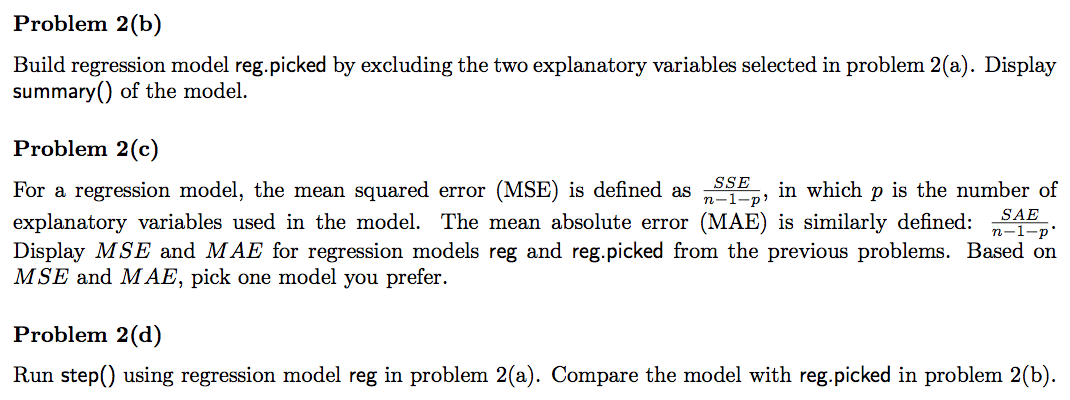 Problem 2(b)
Build regression model reg.picked by excluding the two explanatory variables selected in problem 2(a). Display
summary() of the model.
Problem 2(c)
For a regression model, the mean squared error (MSE) is defined as \frac{SSE}{n-1-p}, in which p is the number of
explanatory variables used in the model. The mean absolute error (MAE) is similarly defined: \frac{SAE}{n-1-p}.
Display MSE and MAE for regression models reg and reg.picked from the previous problems. Based on
MSE and MAE, pick one model you prefer.
Problem 2(d)
Run step() using regression model reg in problem 2(a). Compare the model with reg.picked in problem 2(b).